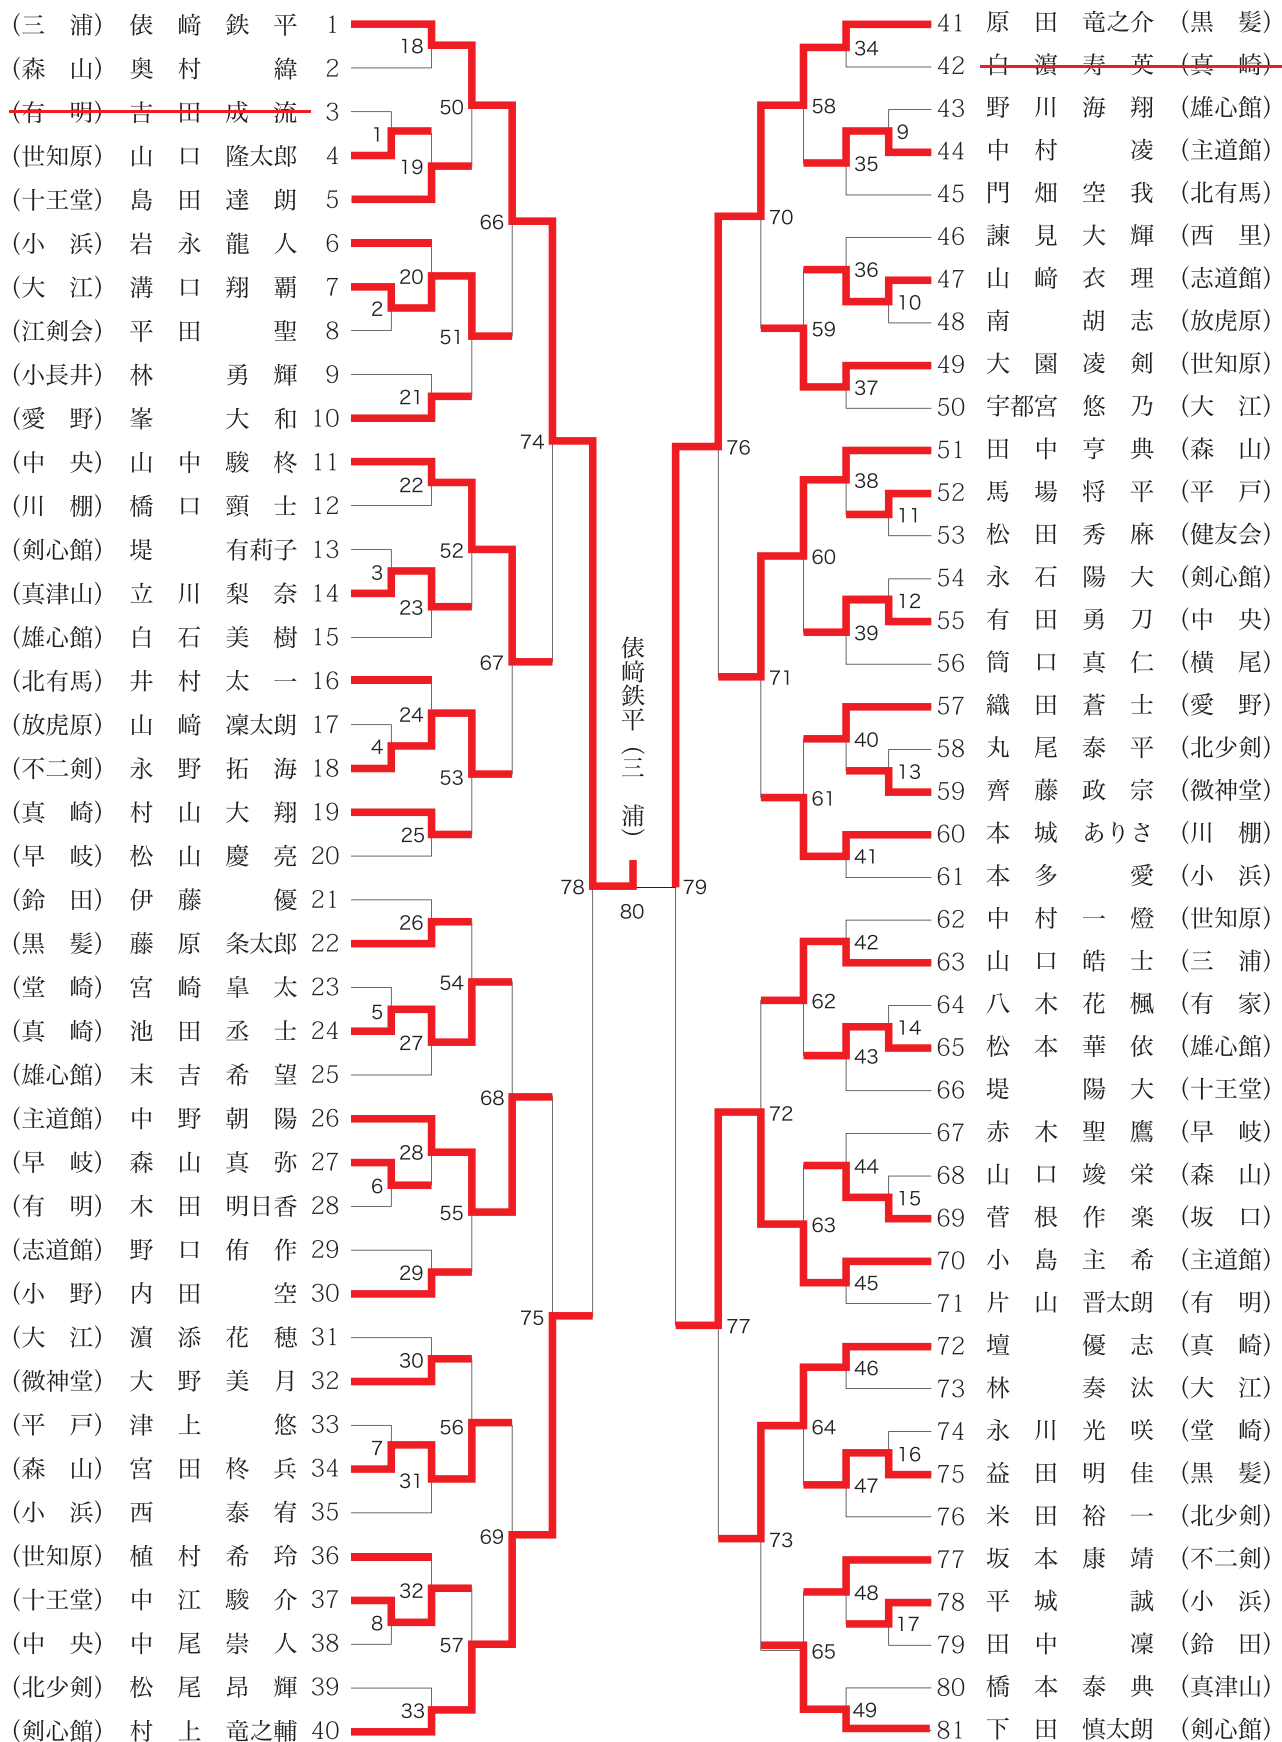 (三　浦) 俵﨑鉄平 1
(森　山) 奥村　緯 2
(有　明) 吉田成流 3
(世知原) 山口隆太郎 4
(十王堂) 島田達朗 5
(小　浜) 岩永龍人 6
(大　江) 溝口翔覇 7
(江剣会) 平田　聖 8
(小長井) 林　勇輝 9
(愛　野) 峯　大和 10
(中　央) 山中駿柊 11
(川　棚) 橋口顕士 12
(剣心館) 堤　有莉子 13
(真津山) 立川梨奈 14
(雄心館) 白石美樹 15
(北有馬) 井村太一 16
(放虎原) 山﨑凜太朗 17
(不二剣) 永野拓海 18
(真　崎) 村山大翔 19
(早　岐) 松山慶亮 20
(鈴　田) 伊藤　優 21
(黒　髪) 藤原条太郎 22
(堂　崎) 宮崎皐太 23
(真　崎) 池田丞士 24
(雄心館) 末吉希望 25
(主道館) 中野朝陽 26
(早　岐) 森山真弥 27
(有　明) 木田明日香 28
(志道館) 野口侑作 29
(小　野) 内田　空 30
(大　江) 濵添花穂 31
(微神堂) 大野美月 32
(平　戸) 津上　悠 33
(森　山) 宮田柊兵 34
(小　浜) 西　泰宥 35
(世知原) 植村希玲 36
(十王堂) 中江駿介 37
(中　央) 中尾崇人 38
(北少剣) 松尾昂輝 39
(剣心館) 村上竜之輔 40
1
2
3
4
5
6
7
8
18
19
20
21
22
23
24
25
26
27
28
29
30
31
32
33
50
51
52
53
54
55
56
57
66
67
68
69
74
75
78
俵﨑鉄平（三　浦）
80
79
76
77
70
71
72
73
58
59
60
61
62
63
64
65
34
35
36
37
38
39
40
41
42
43
44
45
46
47
48
49
9
10
11
12
13
14
15
16
17
41 原田竜之介 (黒　髪)
42 白濵寿英 (真　崎)
43 野川海翔 (雄心館)
44 中村　凌 (主道館)
45 門畑空我 (北有馬)
46 諫見大輝 (西　里)
47 山﨑衣理 (志道館)
48 南　胡志 (放虎原)
49 大園凌剣 (世知原)
50 宇都宮悠乃 (大　江)
51 田中亨典 (森　山)
52 馬場将平 (平　戸)
53 松田秀麻 (健友会)
54 永石陽大 (剣心館)
55 有田勇刀 (中　央)
56 筒口真仁 (横　尾)
57 織田蒼士 (愛　野)
58 丸尾泰平 (北少剣)
59 齊藤政宗 (微神堂)
60 本城ありさ (川　棚)
61 本多　愛 (小　浜)
62 中村一燈 (世知原)
63 山口皓士 (三　浦)
64 八木花楓 (有　家)
65 松本華依 (雄心館)
66 堤　陽大 (十王堂)
67 赤木聖鷹 (早　岐)
68 山口竣栄 (森　山)
69 菅根作楽 (坂　口)
70 小島主希 (主道館)
71 片山晋太朗 (有　明)
72 壇　優志 (真　崎)
73 林　奏汰 (大　江)
74 永川光咲 (堂　崎)
75 益田明佳 (黒　髪)
76 米田裕一 (北少剣)
77 坂本康靖 (不二剣)
78 平城　誠 (小　浜)
79 田中　凜 (鈴　田)
80 橋本泰典 (真津山)
81 下田慎太朗 (剣心館)